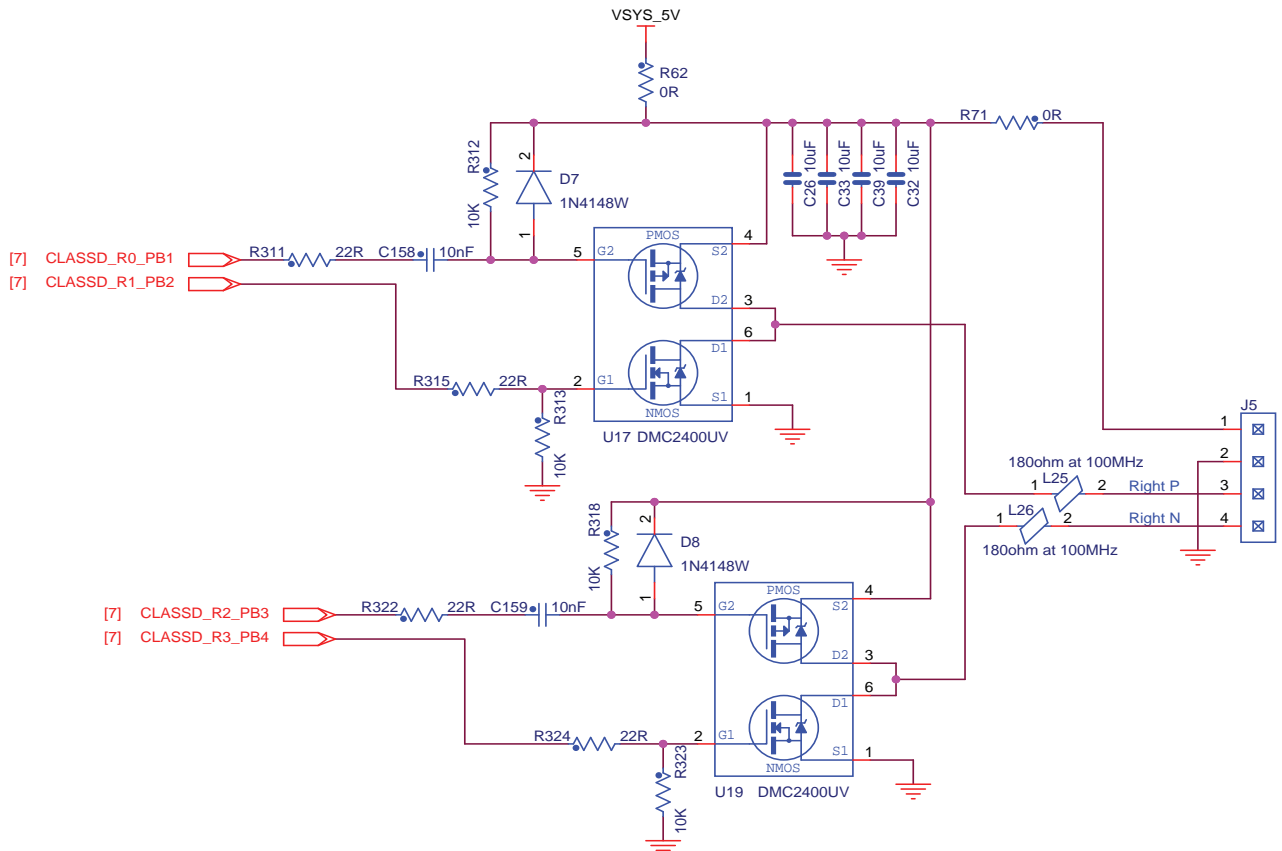 VSYS_5V
R62
0R
R71
0R
R312
10K
2
D7
1N4148W
1
C26 10uF
C33 10uF
C39 10uF
C32 10uF
[7] CLASSD_R0_PB1
R311
22R
C158
10nF
5
G2
PMOS
S2
4
[7] CLASSD_R1_PB2
D2
3
D1
6
R315
22R
2
G1
NMOS
S1
1
R313
10K
U17 DMC2400UV
J5
1
2
3
4
180ohm at 100MHz
1
L25
2
Right P
1
L26
2
Right N
180ohm at 100MHz
R318
10K
2
D8
1N4148W
1
[7] CLASSD_R2_PB3
R322
22R
C159
10nF
5
G2
PMOS
S2
4
[7] CLASSD_R3_PB4
D2
3
D1
6
R324
22R
2
G1
NMOS
S1
1
R323
10K
U19 DMC2400UV